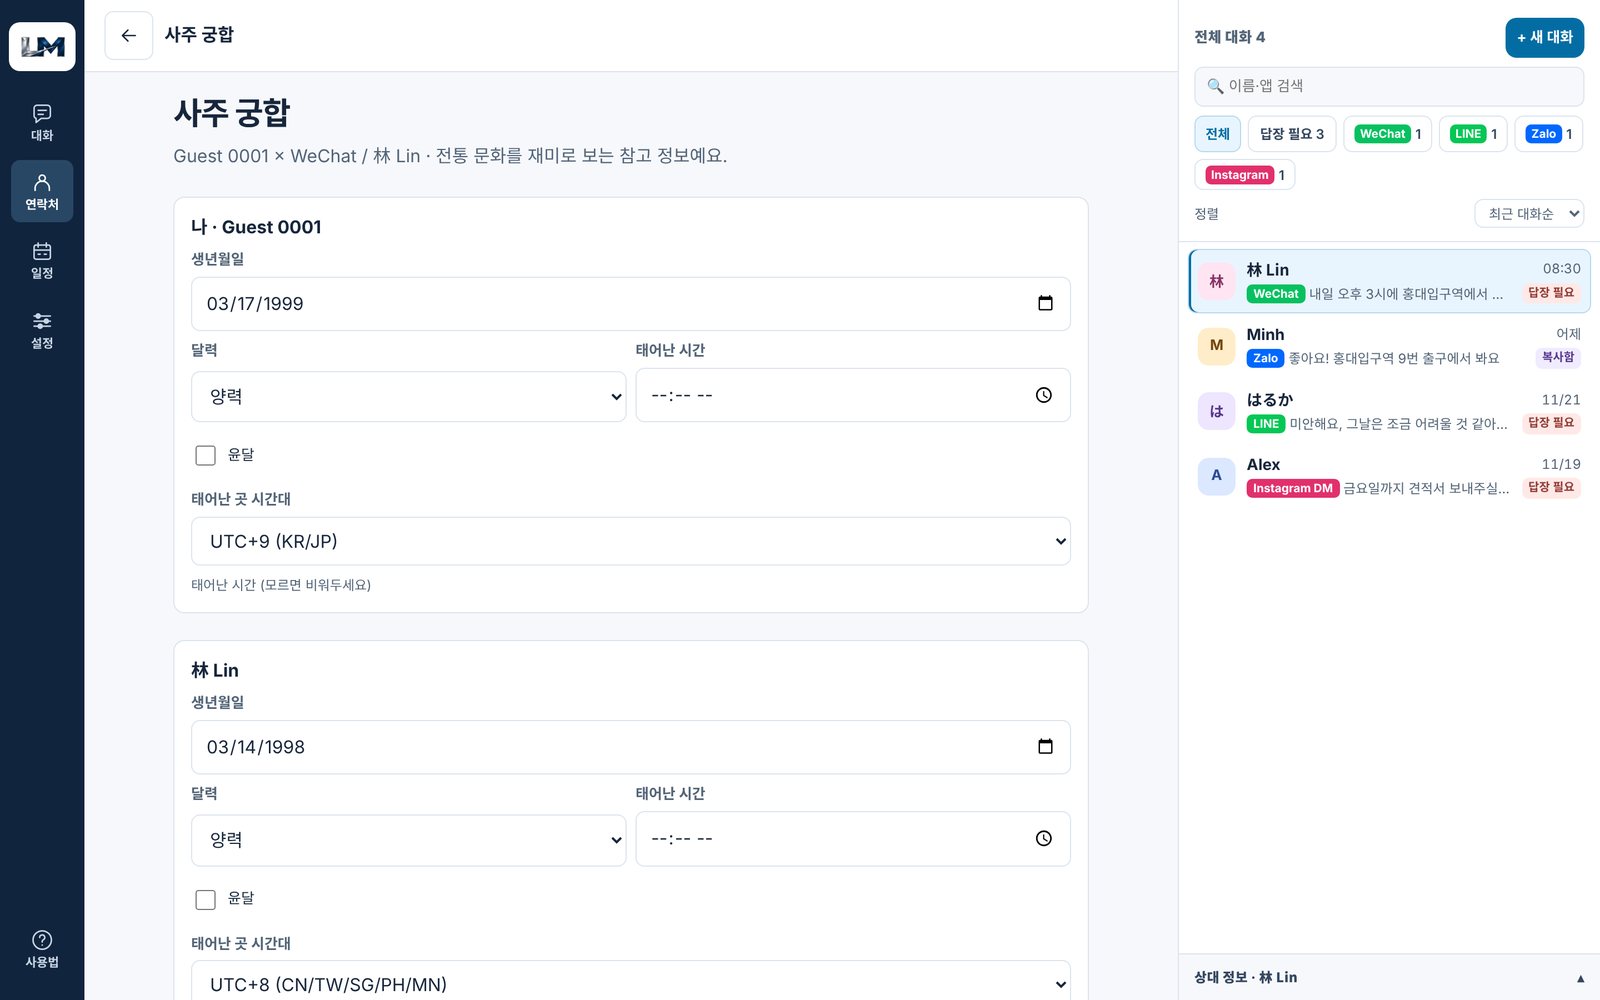 LM
대화
연락처
일정
설정
사용법
사주 궁합
사주 궁합
Guest 0001 × WeChat / 林 Lin · 전통 문화를 재미로 보는 참고 정보예요.
나 · Guest 0001
생년월일
03/17/1999
달력
태어난 시간
양력
--:-- --
윤달
태어난 곳 시간대
UTC+9 (KR/JP)
태어난 시간 (모르면 비워두세요)
林 Lin
생년월일
03/14/1998
달력
태어난 시간
양력
--:-- --
윤달
태어난 곳 시간대
UTC+8 (CN/TW/SG/PH/MN)
전체 대화 4
+ 새 대화
이름·앱 검색
전체
답장 필요 3
WeChat 1
LINE 1
Zalo 1
Instagram 1
정렬
최근 대화순
林
林 Lin
08:30
WeChat 내일 오후 3시에 홍대입구역에서 ...
답장 필요
M
Minh
어제
Zalo 좋아요! 홍대입구역 9번 출구에서 봐요
복사함
は
はるか
11/21
LINE 미안해요, 그날은 조금 어려울 것 같아...
답장 필요
A
Alex
11/19
Instagram DM 금요일까지 견적서 보내주실...
답장 필요
상대 정보 · 林 Lin